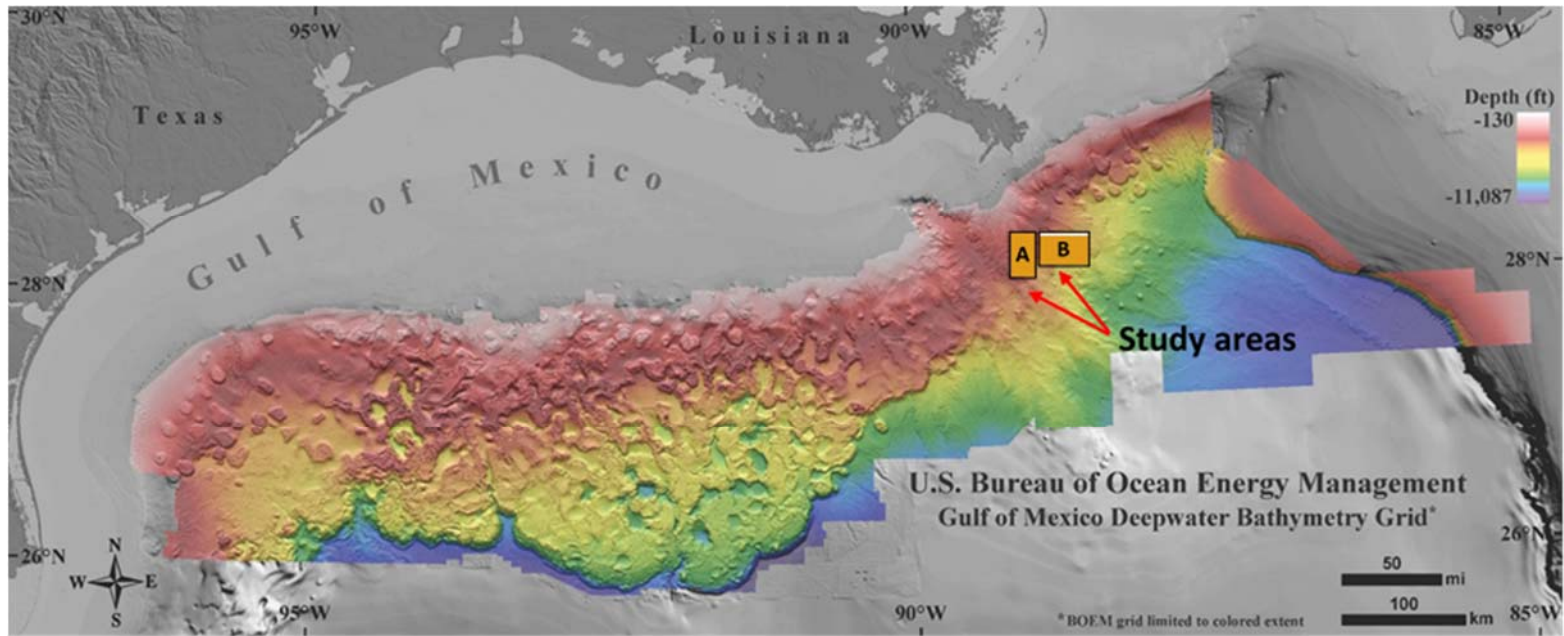 30°N
95°W
Louisiana
90°W
85°W
Texas
Depth (ft)
-130
-11,087
Gulf of Mexico
A
B
28°N
28°N
Study areas
U.S. Bureau of Ocean Energy Management
Gulf of Mexico Deepwater Bathymetry Grid*
26°N
26°N
N
W
E
S
50
mi
100
km
95°W
90°W
*BOEM grid limited to colored extent
85°W